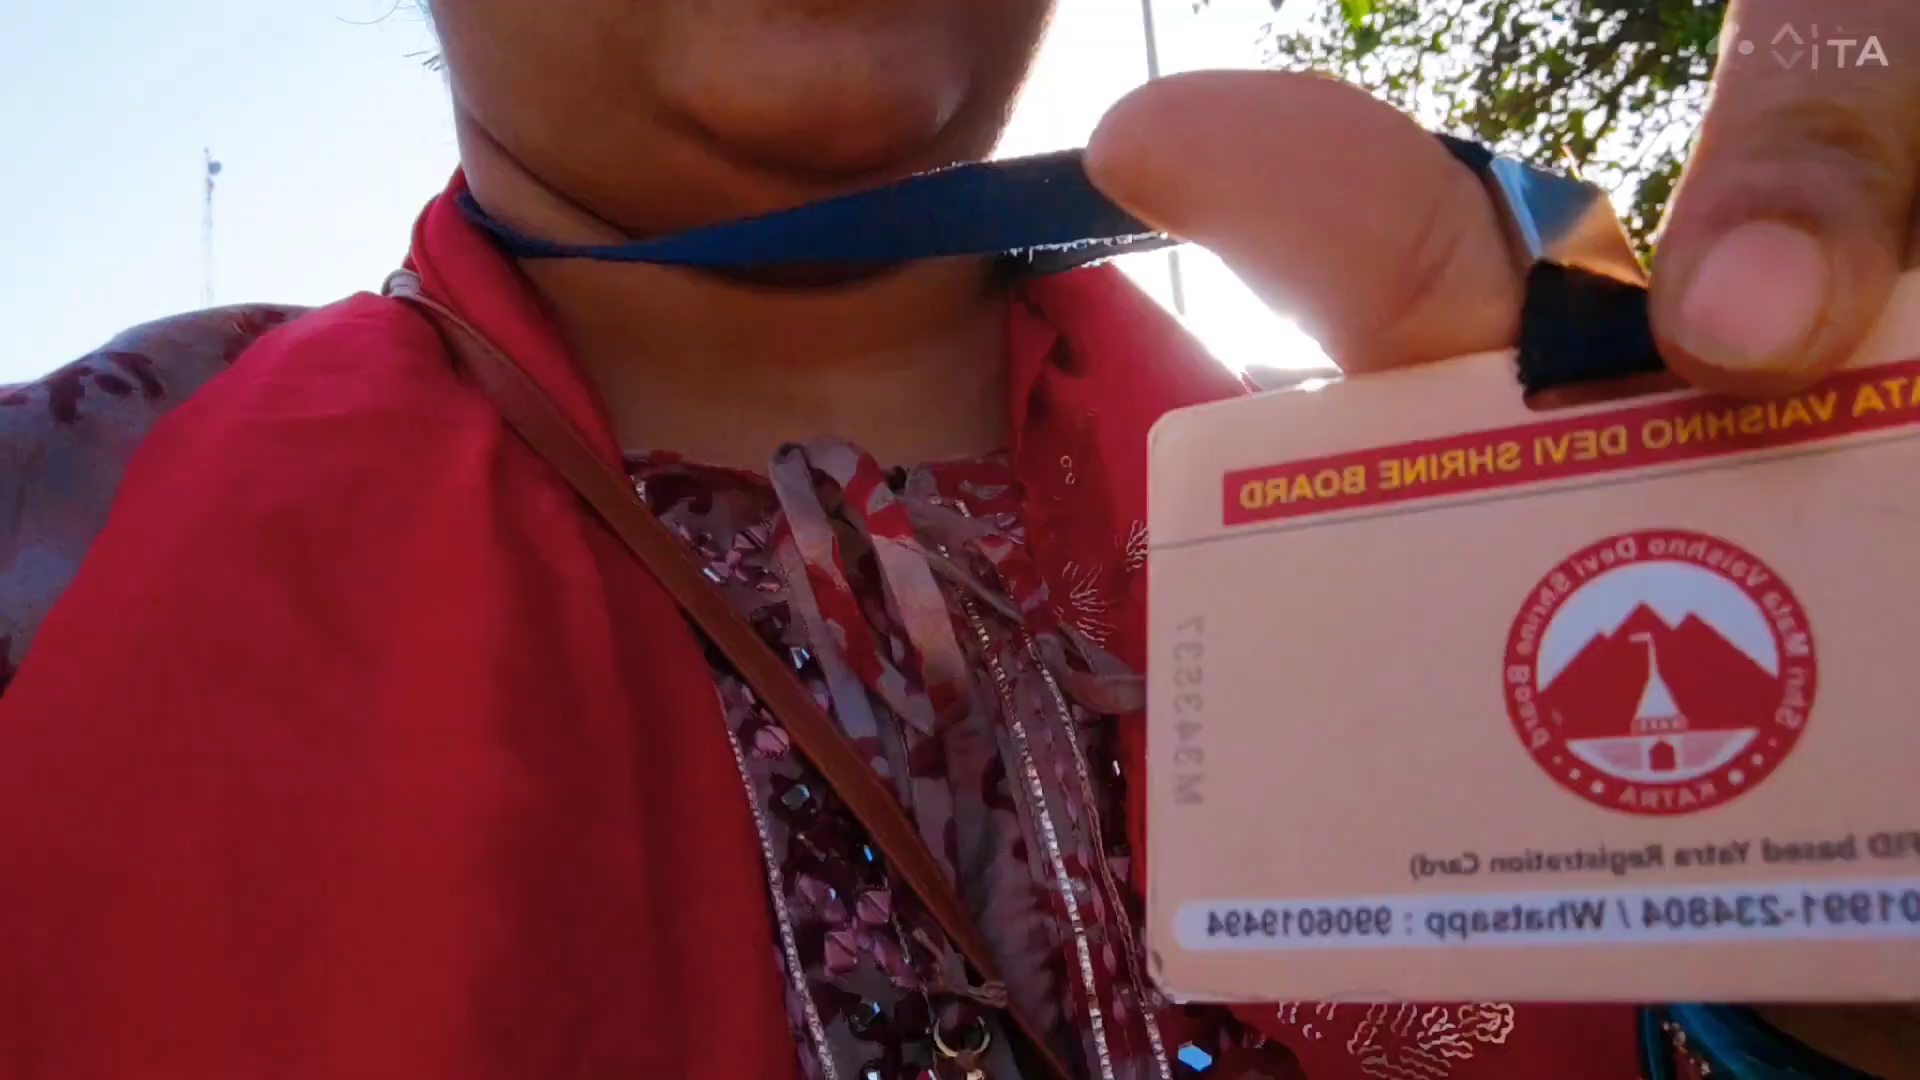 ATA VAISHNO DEVI SHRINE BOARD
Shri Mata Vaishno Devi Shrine Board
KATRA
M343537
FID based Yatra Registration Card)
01991-234804 / Whatsapp : 9906019494